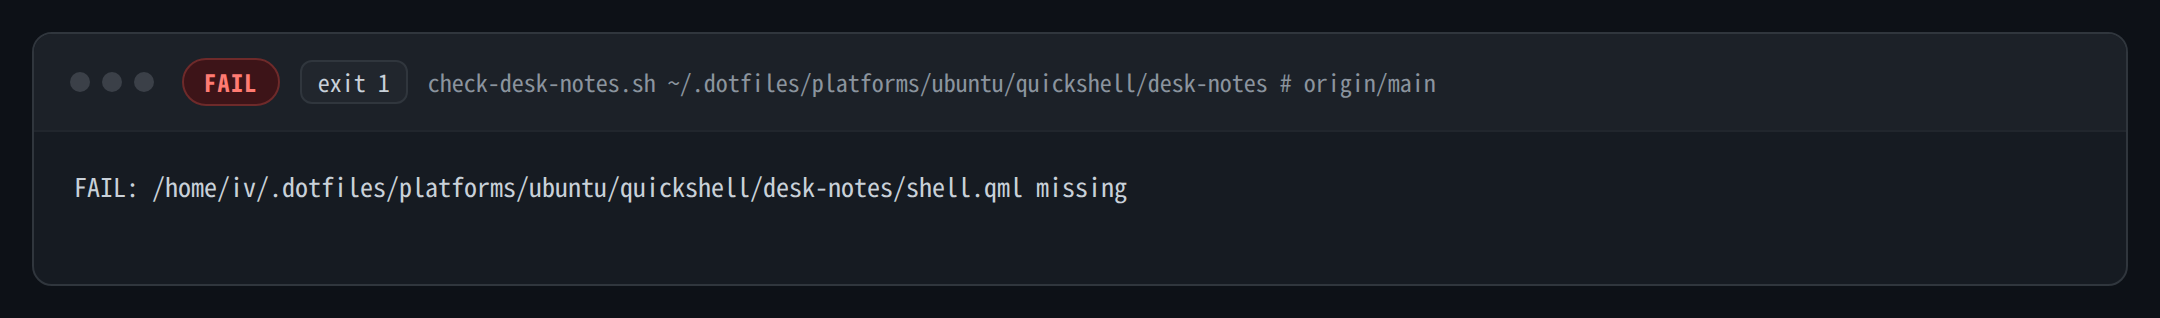 FAIL exit 1 check-desk-notes.sh ~/.dotfiles/platforms/ubuntu/quickshell/desk-notes # origin/main
FAIL: /home/iv/.dotfiles/platforms/ubuntu/quickshell/desk-notes/shell.qml missing